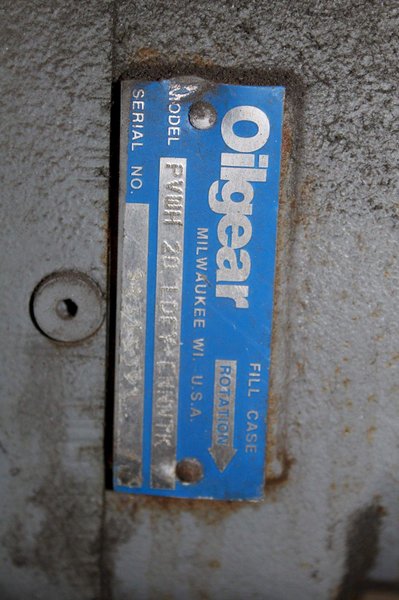 Oilgear
MILWAUKEE WI. U.S.A.
FILL CASE
ROTATION
MODEL PVWH 20
SERIAL NO.